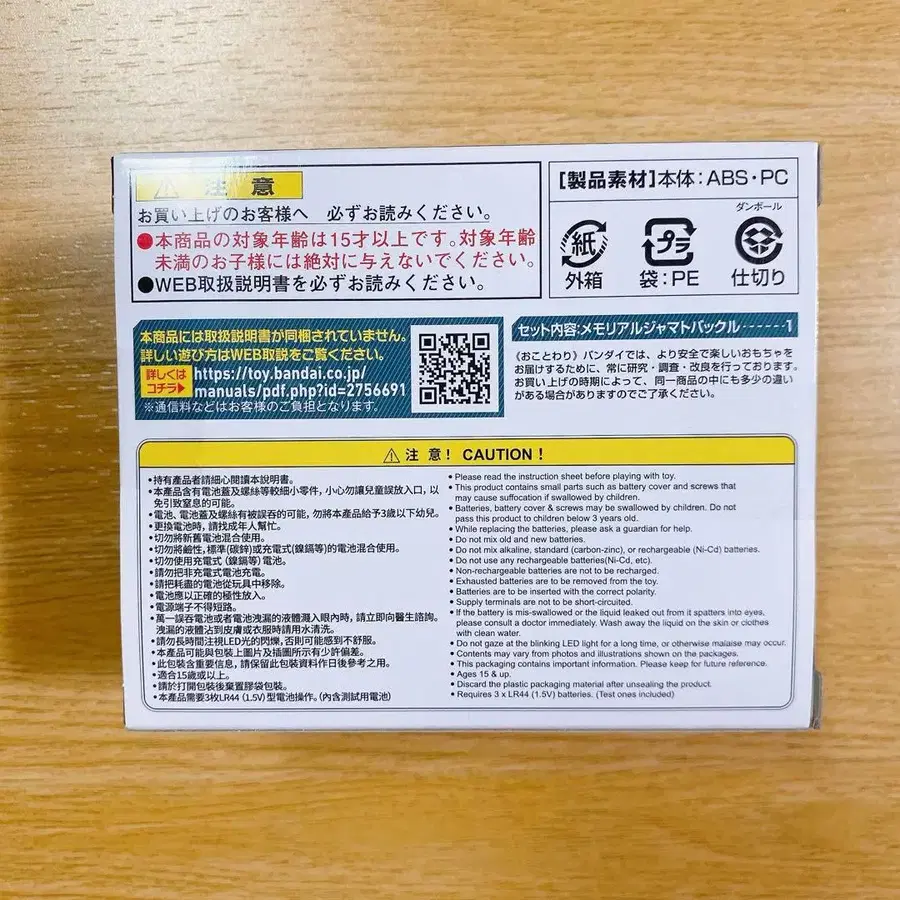 ⚠ 注意
お買い上げのお客様へ 必ずお読みください。
●本商品の対象年齢は15才以上です。対象年齢
未満のお子様には絶対に与えないでください。
●WEB取扱説明書を必ずお読みください。
[製品素材]本体:ABS・PC
紙
外箱
プラ
袋:PE
ダンボール
仕切り
本商品には取扱説明書が同梱されていません。
詳しい遊び方はWEB取説をご覧ください。
詳しくは
コチラ▶
https://toy.bandai.co.jp/
manuals/pdf.php?id=2756691
※通信料などはお客様のご負担となります。
セット内容:メモリアルジャマトバックル------1
《おことわり》バンダイでは、より安全で楽しいおもちゃを
お届けするために、常に研究・調査・改良を行っております。
お買い上げの時期によって、同一商品の中にも多少の違い
がある場合がありますのでご了承ください。
⚠ 注意! CAUTION!
•持有產品者請細心閱讀本說明書。
•本產品含有電池蓋及螺絲等較細小零件,小心勿讓兒童誤放入口,以
免引致窒息的可能。
•電池、電池蓋及螺絲有被誤吞的可能,勿將本產品給予3歲以下幼兒。
•更換電池時,請找成年人幫忙。
•切勿將新舊電池混合使用。
•切勿將鹼性,標準(碳鋅)或充電式(鎳鎘等)的電池混合使用。
•切勿使用充電式(鎳鎘等)電池。
•請勿把非充電式電池充電。
•請把耗盡的電池從玩具中移除。
•電池應以正確的極性放入。
•電源端子不得短路。
•萬一誤吞電池或者電池洩漏的液體濺入眼內時,請立即向醫生諮詢。
洩漏的液體沾到皮膚或衣服時請用水清洗。
•請勿長時間注視LED光的閃爍,否則可能感到不舒服。
•本產品可能與包裝上圖片及插圖所示有少許偏差。
•此包裝含重要信息,請保留此包裝資料作日後參考之用。
•適合15歲或以上。
•請於打開包裝後棄置膠袋包裝。
•本產品需要3枚LR44 (1.5V) 型電池操作。(內含測試用電池)
• Please read the instruction sheet before playing with toy.
• This product contains small parts such as battery cover and screws that
may cause suffocation if swallowed by children.
• Batteries, battery cover & screws may be swallowed by children. Do not
pass this product to children below 3 years old.
• While replacing the batteries, please ask a guardian for help.
• Do not mix old and new batteries.
• Do not mix alkaline, standard (carbon-zinc), or rechargeable (Ni-Cd) batteries.
• Do not use any rechargeable batteries(Ni-Cd, etc).
• Non-rechargeable batteries are not to be recharged.
• Exhausted batteries are to be removed from the toy.
• Batteries are to be inserted with the correct polarity.
• Supply terminals are not to be short-circuited.
• If the battery is mis-swallowed or the liquid leaked out from it spatters into eyes,
please consult a doctor immediately. Wash away the liquid on the skin or clothes
with clean water.
• Do not gaze at the blinking LED light for a long time, or otherwise malaise may occur.
• Contents may vary from photos and illustrations shown on the packages.
• This packaging contains important information. Please keep for future reference.
• Ages 15 & up.
• Discard the plastic packaging material after unsealing the product.
• Requires 3 x LR44 (1.5V) batteries. (Test ones included)